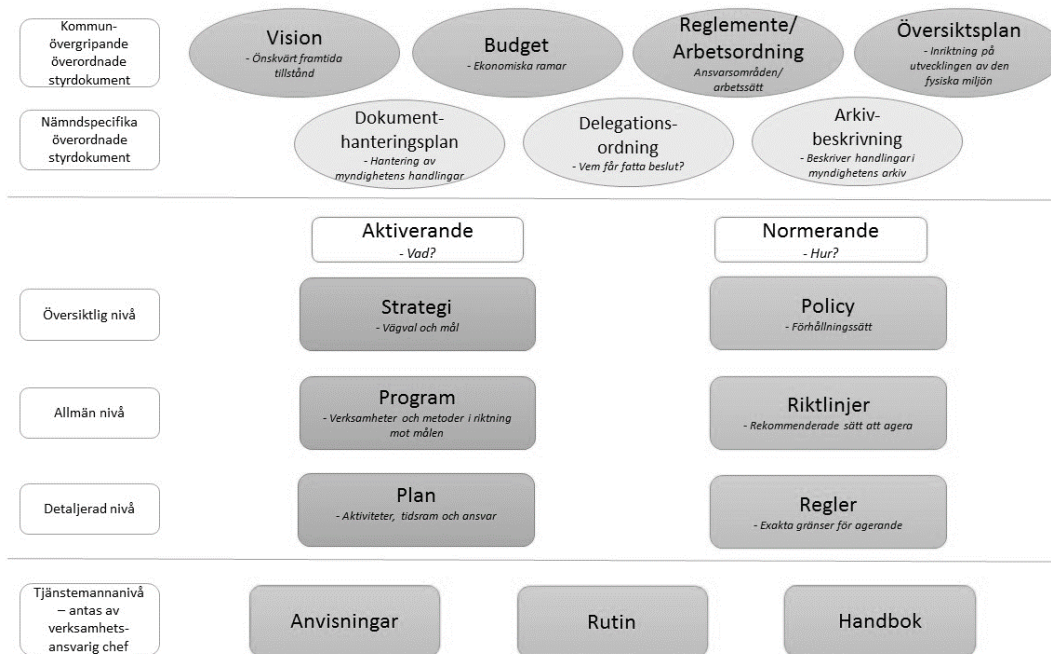 Kommun-
övergripande
överordnade
styrdokument
Vision
- Önskvärt framtida
tillstånd
Budget
- Ekonomiska ramar
Reglemente/
Arbetsordning
Ansvarsområden/
arbetssätt
Översiktsplan
- Inriktning på
utvecklingen av den
fysiska miljön
Nämndspecifika
överordnade
styrdokument
Dokument-
hanteringsplan
- Hantering av
myndighetens handlingar
Delegations-
ordning
- Vem får fatta beslut?
Arkiv-
beskrivning
- Beskriver handlingar i
myndighetens arkiv
Aktiverande
- Vad?
Normerande
- Hur?
Översiktlig nivå
Strategi
- Vägval och mål
Policy
- Förhållningssätt
Allmän nivå
Program
- Verksamheter och metoder i riktning
mot målen
Riktlinjer
- Rekommenderade sätt att agera
Detaljerad nivå
Plan
- Aktiviteter, tidsram och ansvar
Regler
- Exakta gränser för agerande
Tjänstemannanivå
– antas av
verksamhets-
ansvarig chef
Anvisningar
Rutin
Handbok